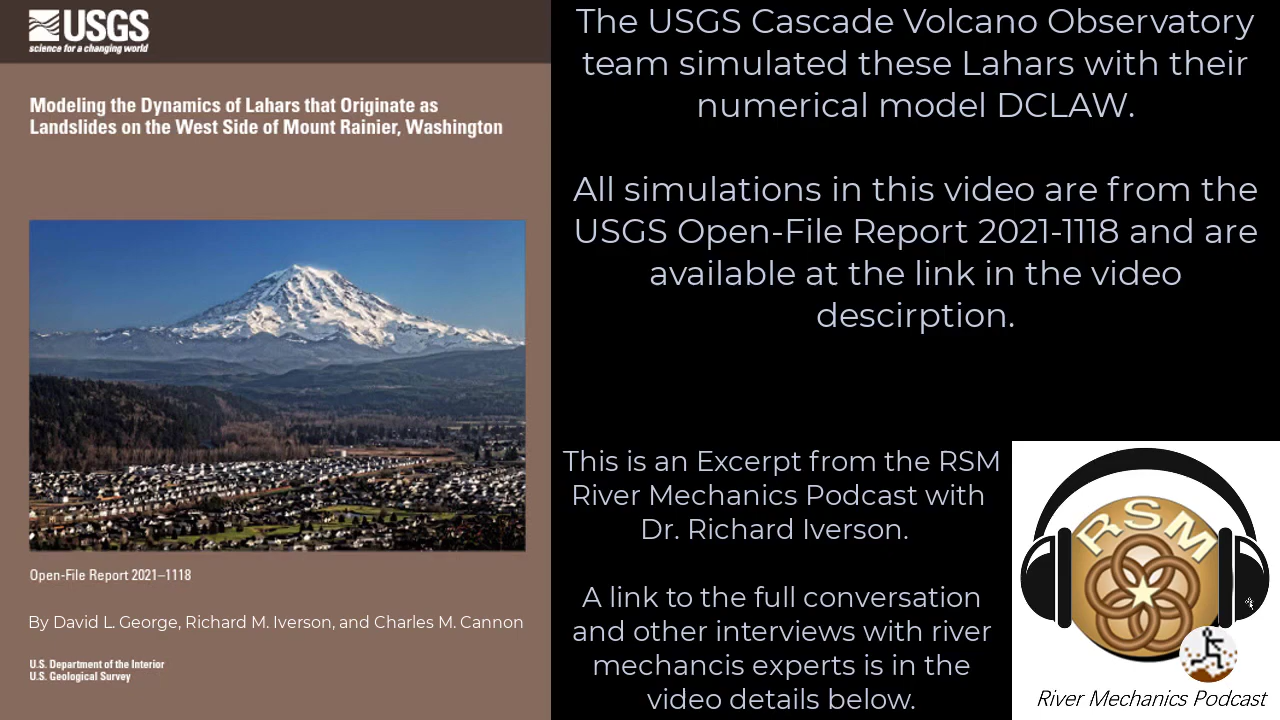 USGS
science for a changing world
Modeling the Dynamics of Lahars that Originate as
Landslides on the West Side of Mount Rainier, Washington
Open-File Report 2021–1118
By David L. George, Richard M. Iverson, and Charles M. Cannon
U.S. Department of the Interior
U.S. Geological Survey
The USGS Cascade Volcano Observatory
team simulated these Lahars with their
numerical model DCLAW.
All simulations in this video are from the
USGS Open-File Report 2021-1118 and are
available at the link in the video
descirption.
This is an Excerpt from the RSM
River Mechanics Podcast with
Dr. Richard Iverson.
A link to the full conversation
and other interviews with river
mechancis experts is in the
video details below.
RSM
River Mechanics Podcast